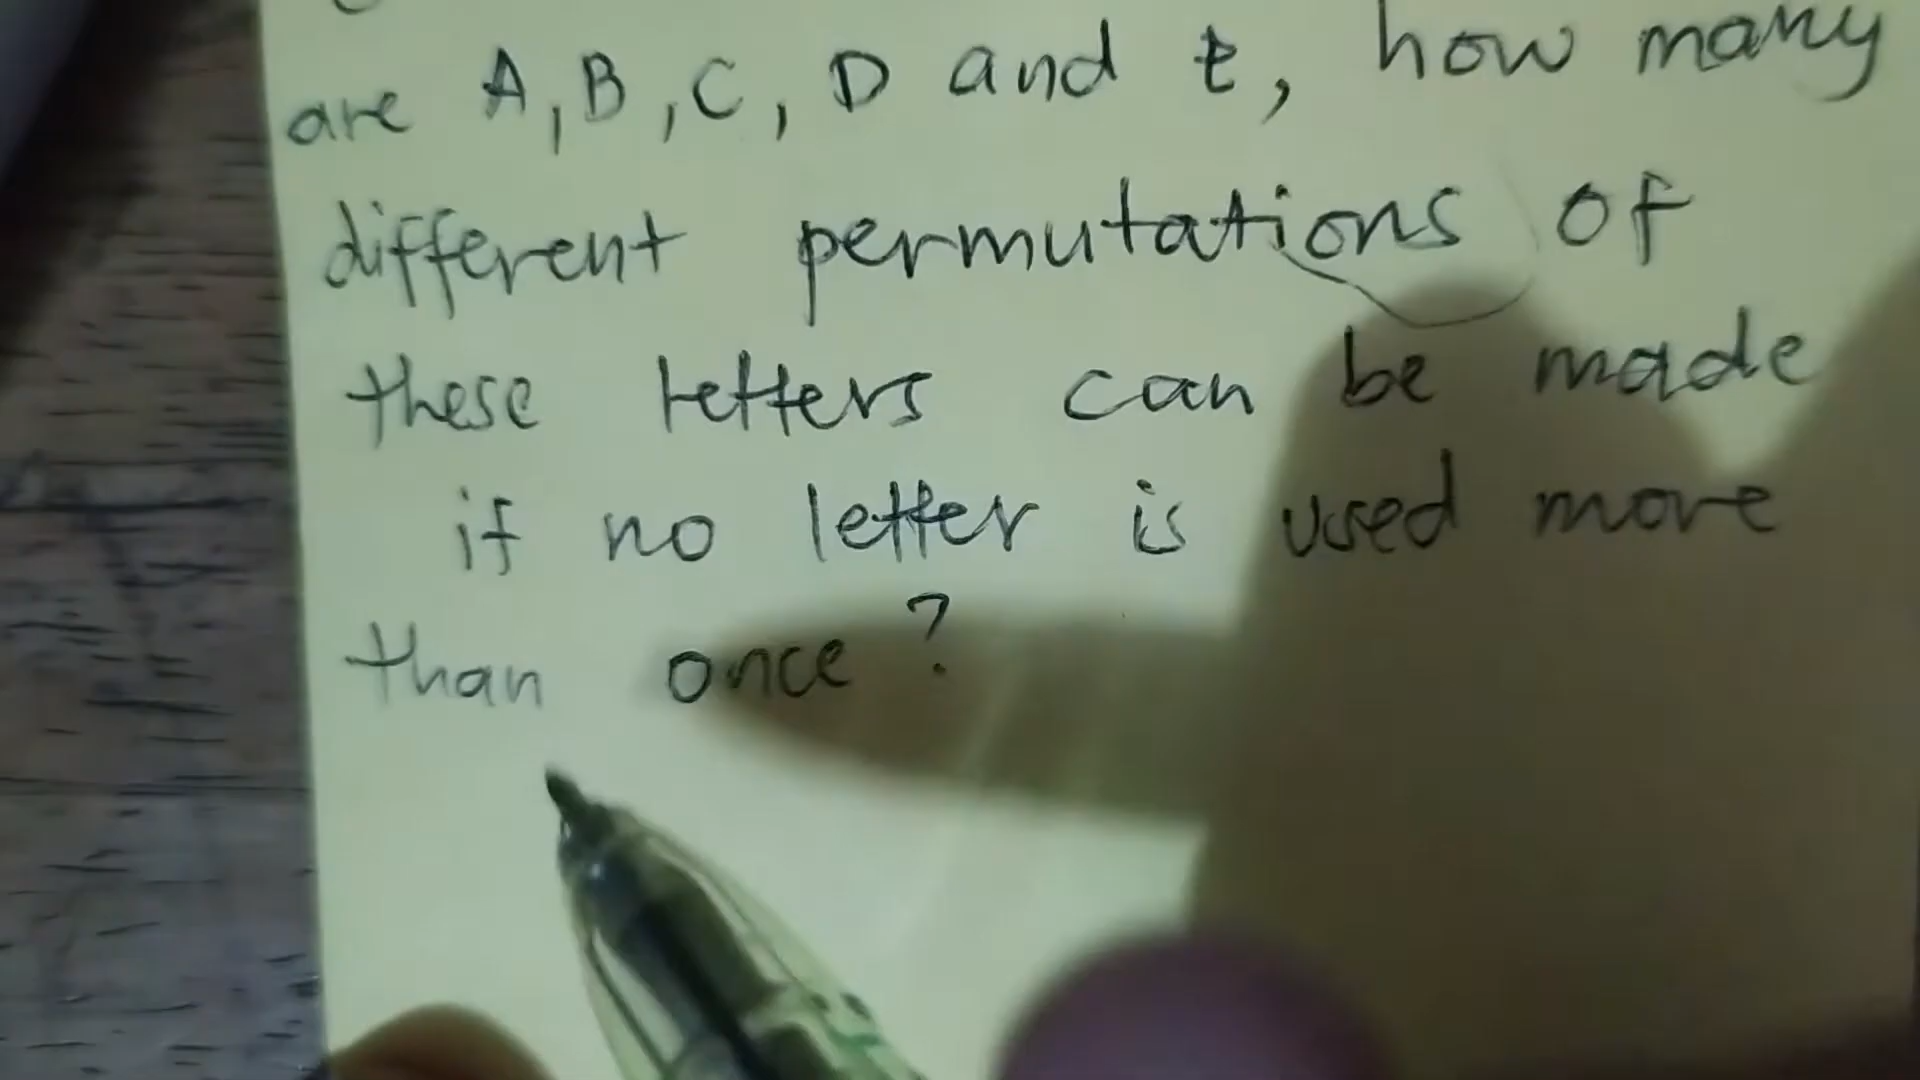 are A, B, C, D and E, how many
different permutations of
these letters can be made
if no letter is used more
than once?